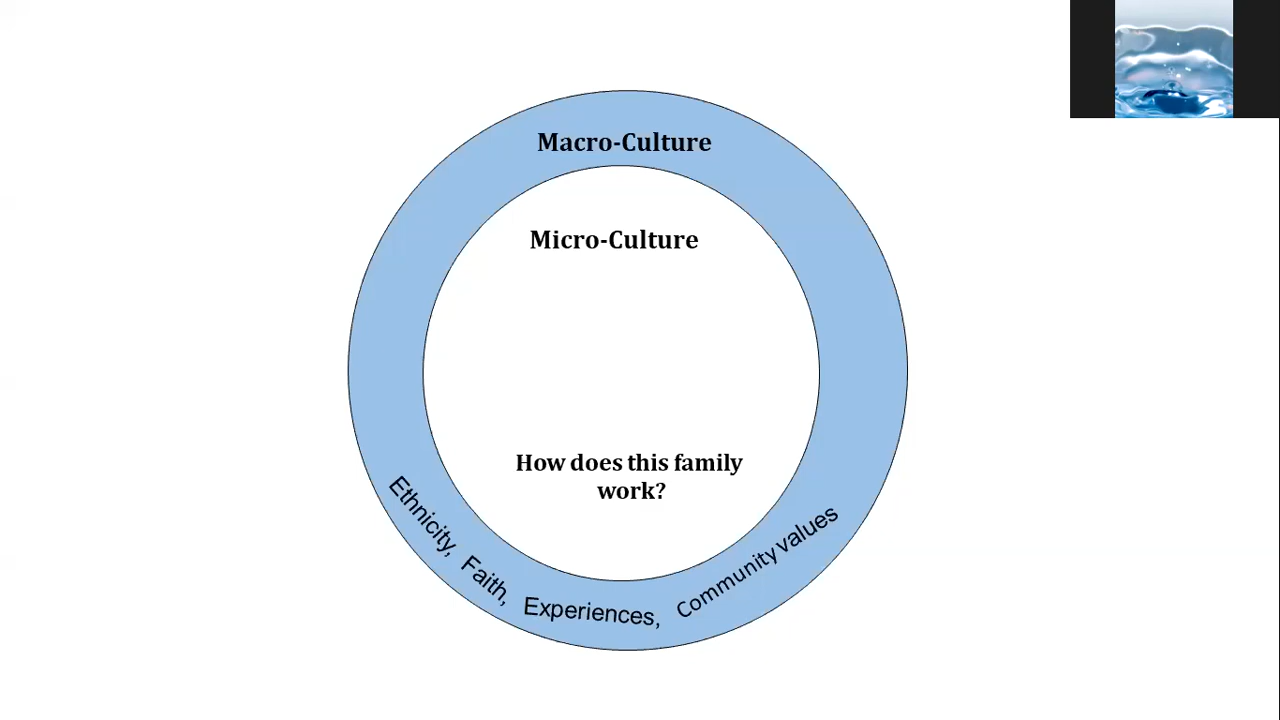 Macro-Culture
Micro-Culture
How does this family
work?
Ethnicity, Faith, Experiences, Community values